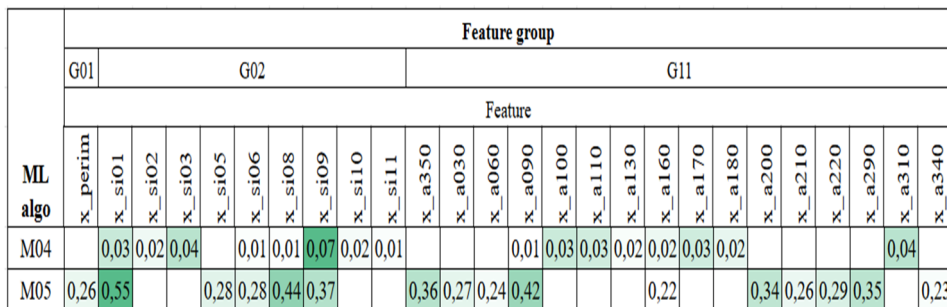 Feature group
G01 G02 G11
Feature
ML algo x_perim x_si01 x_si02 x_si03 x_si05 x_si06 x_si08 x_si09 x_si10 x_si11 x_a350 x_a030 x_a060 x_a090 x_a100 x_a110 x_a130 x_a160 x_a170 x_a180 x_a200 x_a210 x_a220 x_a290 x_a310 x_a340
M04 0,03 0,02 0,04 0,01 0,01 0,07 0,02 0,01 0,01 0,03 0,03 0,02 0,02 0,03 0,02 0,04
M05 0,26 0,55 0,28 0,28 0,44 0,37 0,36 0,27 0,24 0,42 0,22 0,34 0,26 0,29 0,35 0,23